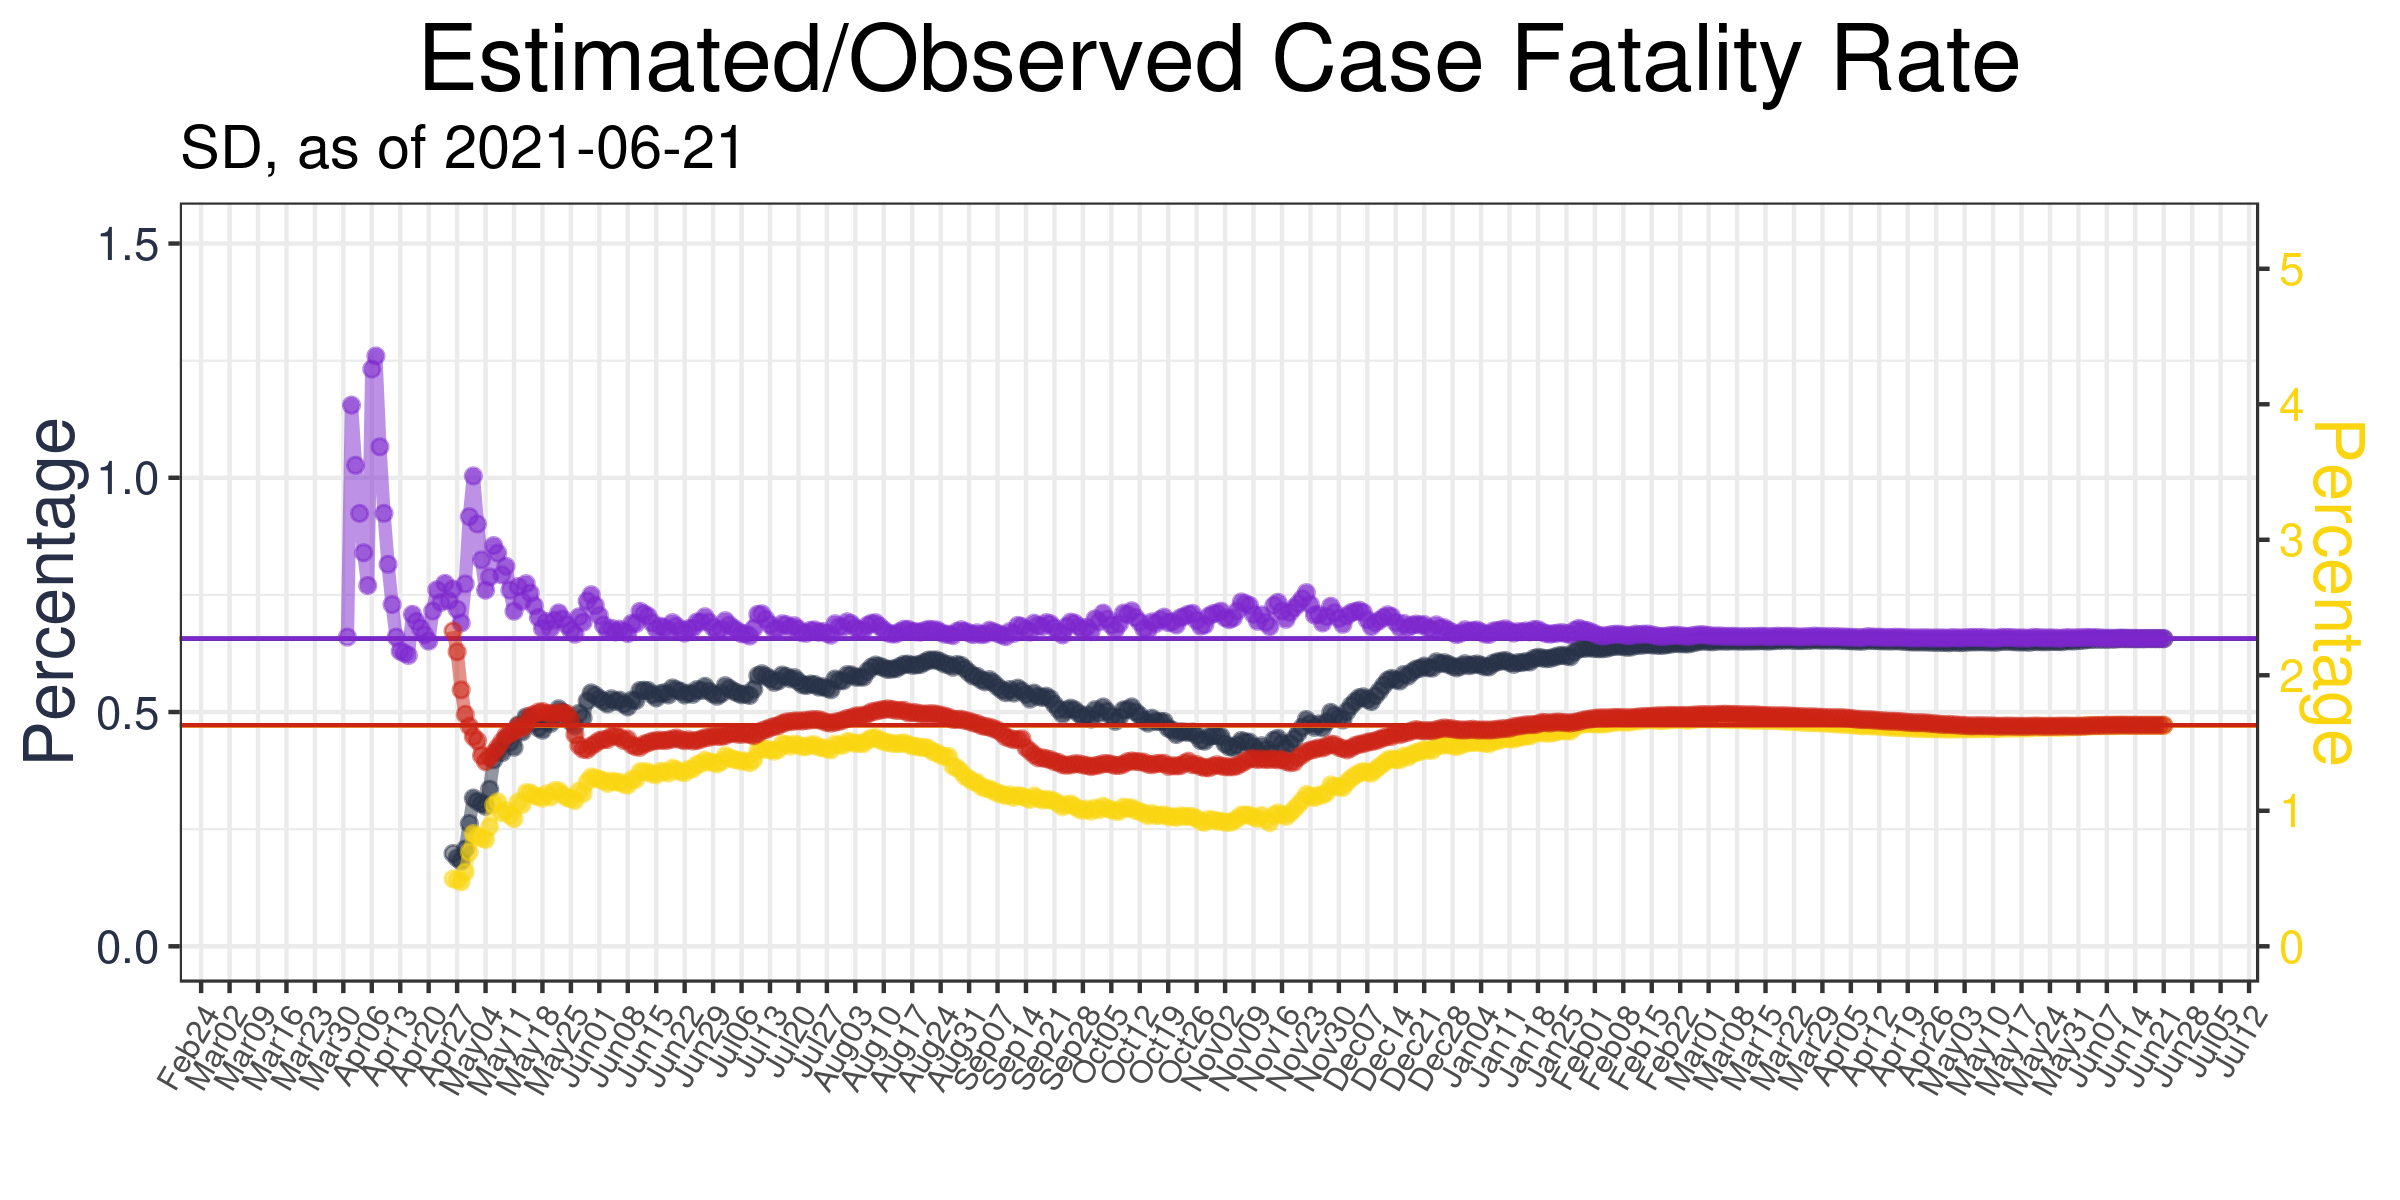 Estimated/Observed Case Fatality Rate
SD, as of 2021-06-21
Percentage
1.5
1.0
0.5
0.0
5
4
3
2
1
0
Percentage
Feb24
Mar02
Mar09
Mar16
Mar23
Mar30
Apr06
Apr13
Apr20
Apr27
May04
May11
May18
May25
Jun01
Jun08
Jun15
Jun22
Jun29
Jul06
Jul13
Jul20
Jul27
Aug03
Aug10
Aug17
Aug24
Aug31
Sep07
Sep14
Sep21
Sep28
Oct05
Oct12
Oct19
Oct26
Nov02
Nov09
Nov16
Nov23
Nov30
Dec07
Dec14
Dec21
Dec28
Jan04
Jan11
Jan18
Jan25
Feb01
Feb08
Feb15
Feb22
Mar01
Mar08
Mar15
Mar22
Mar29
Apr05
Apr12
Apr19
Apr26
May03
May10
May17
May24
May31
Jun07
Jun14
Jun21
Jun28
Jul05
Jul12